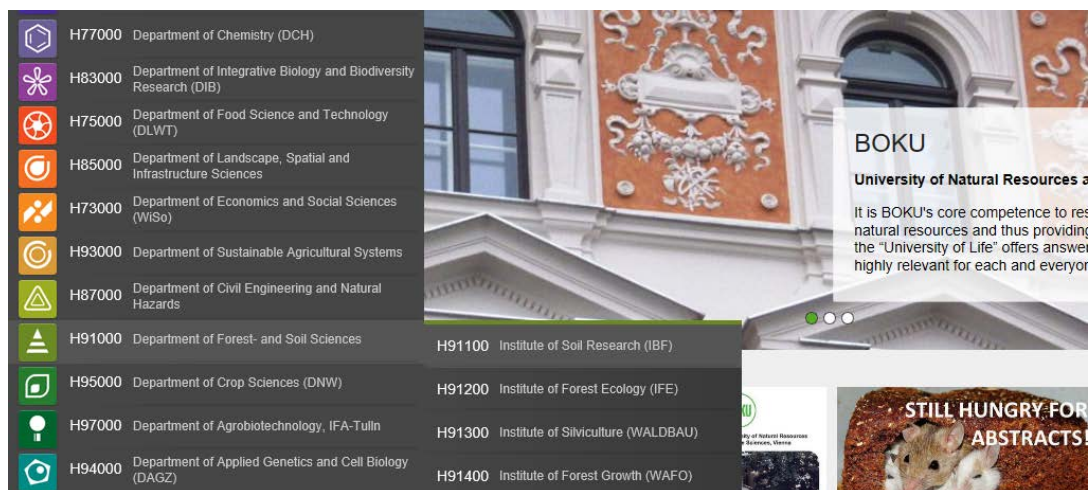 H77000 Department of Chemistry (DCH)
H83000 Department of Integrative Biology and Biodiversity
Research (DIB)
H75000 Department of Food Science and Technology
(DLWT)
H85000 Department of Landscape, Spatial and
Infrastructure Sciences
H73000 Department of Economics and Social Sciences
(WiSo)
H93000 Department of Sustainable Agricultural Systems
H87000 Department of Civil Engineering and Natural
Hazards
H91000 Department of Forest- and Soil Sciences
H95000 Department of Crop Sciences (DNW)
H97000 Department of Agrobiotechnology, IFA-Tulln
H94000 Department of Applied Genetics and Cell Biology
(DAGZ)
H91100 Institute of Soil Research (IBF)
H91200 Institute of Forest Ecology (IFE)
H91300 Institute of Silviculture (WALDBAU)
H91400 Institute of Forest Growth (WAFO)
BOKU
University of Natural Resources
It is BOKU's core competence to
natural resources and thus providing
the "University of Life" offers
highly relevant for each and
of Natural Resources
Sciences, Vienna
STILL HUNGRY FOR
ABSTRACTS!